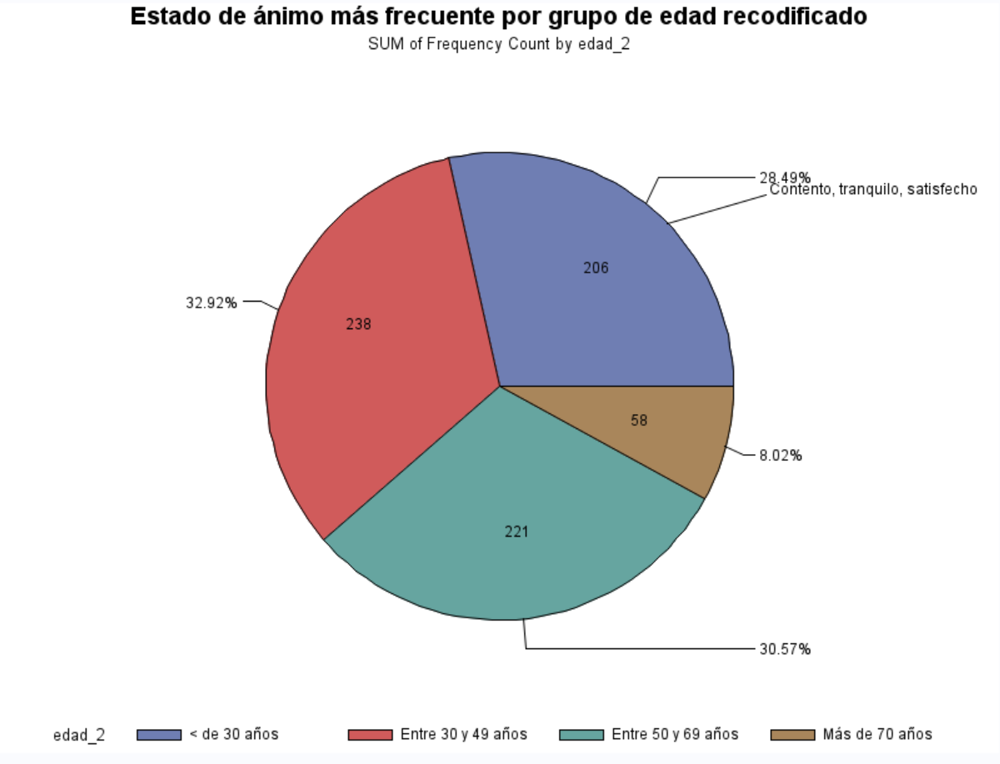 Estado de ánimo más frecuente por grupo de edad recodificado
SUM of Frequency Count by edad_2
28.49%
Contento, tranquilo, satisfecho
206
32.92%
238
58
8.02%
221
30.57%
edad_2 < de 30 años Entre 30 y 49 años Entre 50 y 69 años Más de 70 años